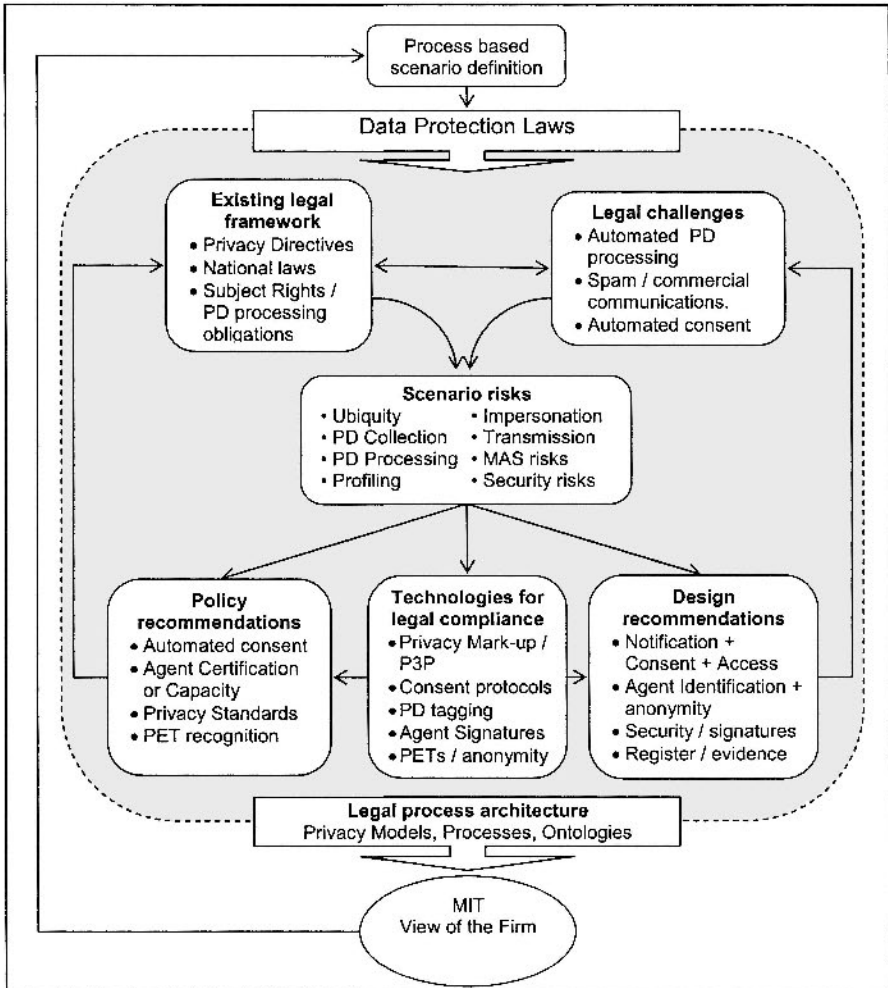 Process based
scenario definition
Data Protection Laws
Existing legal
framework
• Privacy Directives
• National laws
• Subject Rights /
PD processing
obligations
Legal challenges
• Automated PD
processing
• Spam / commercial
communications.
• Automated consent
Scenario risks
• Ubiquity
• PD Collection
• PD Processing
• Profiling
• Impersonation
• Transmission
• MAS risks
• Security risks
Policy
recommendations
• Automated consent
• Agent Certification
or Capacity
• Privacy Standards
• PET recognition
Technologies for
legal compliance
• Privacy Mark-up /
P3P
• Consent protocols
• PD tagging
• Agent Signatures
• PETs / anonymity
Design
recommendations
• Notification +
Consent + Access
• Agent Identification +
anonymity
• Security / signatures
• Register / evidence
Legal process architecture
Privacy Models, Processes, Ontologies
MIT
View of the Firm